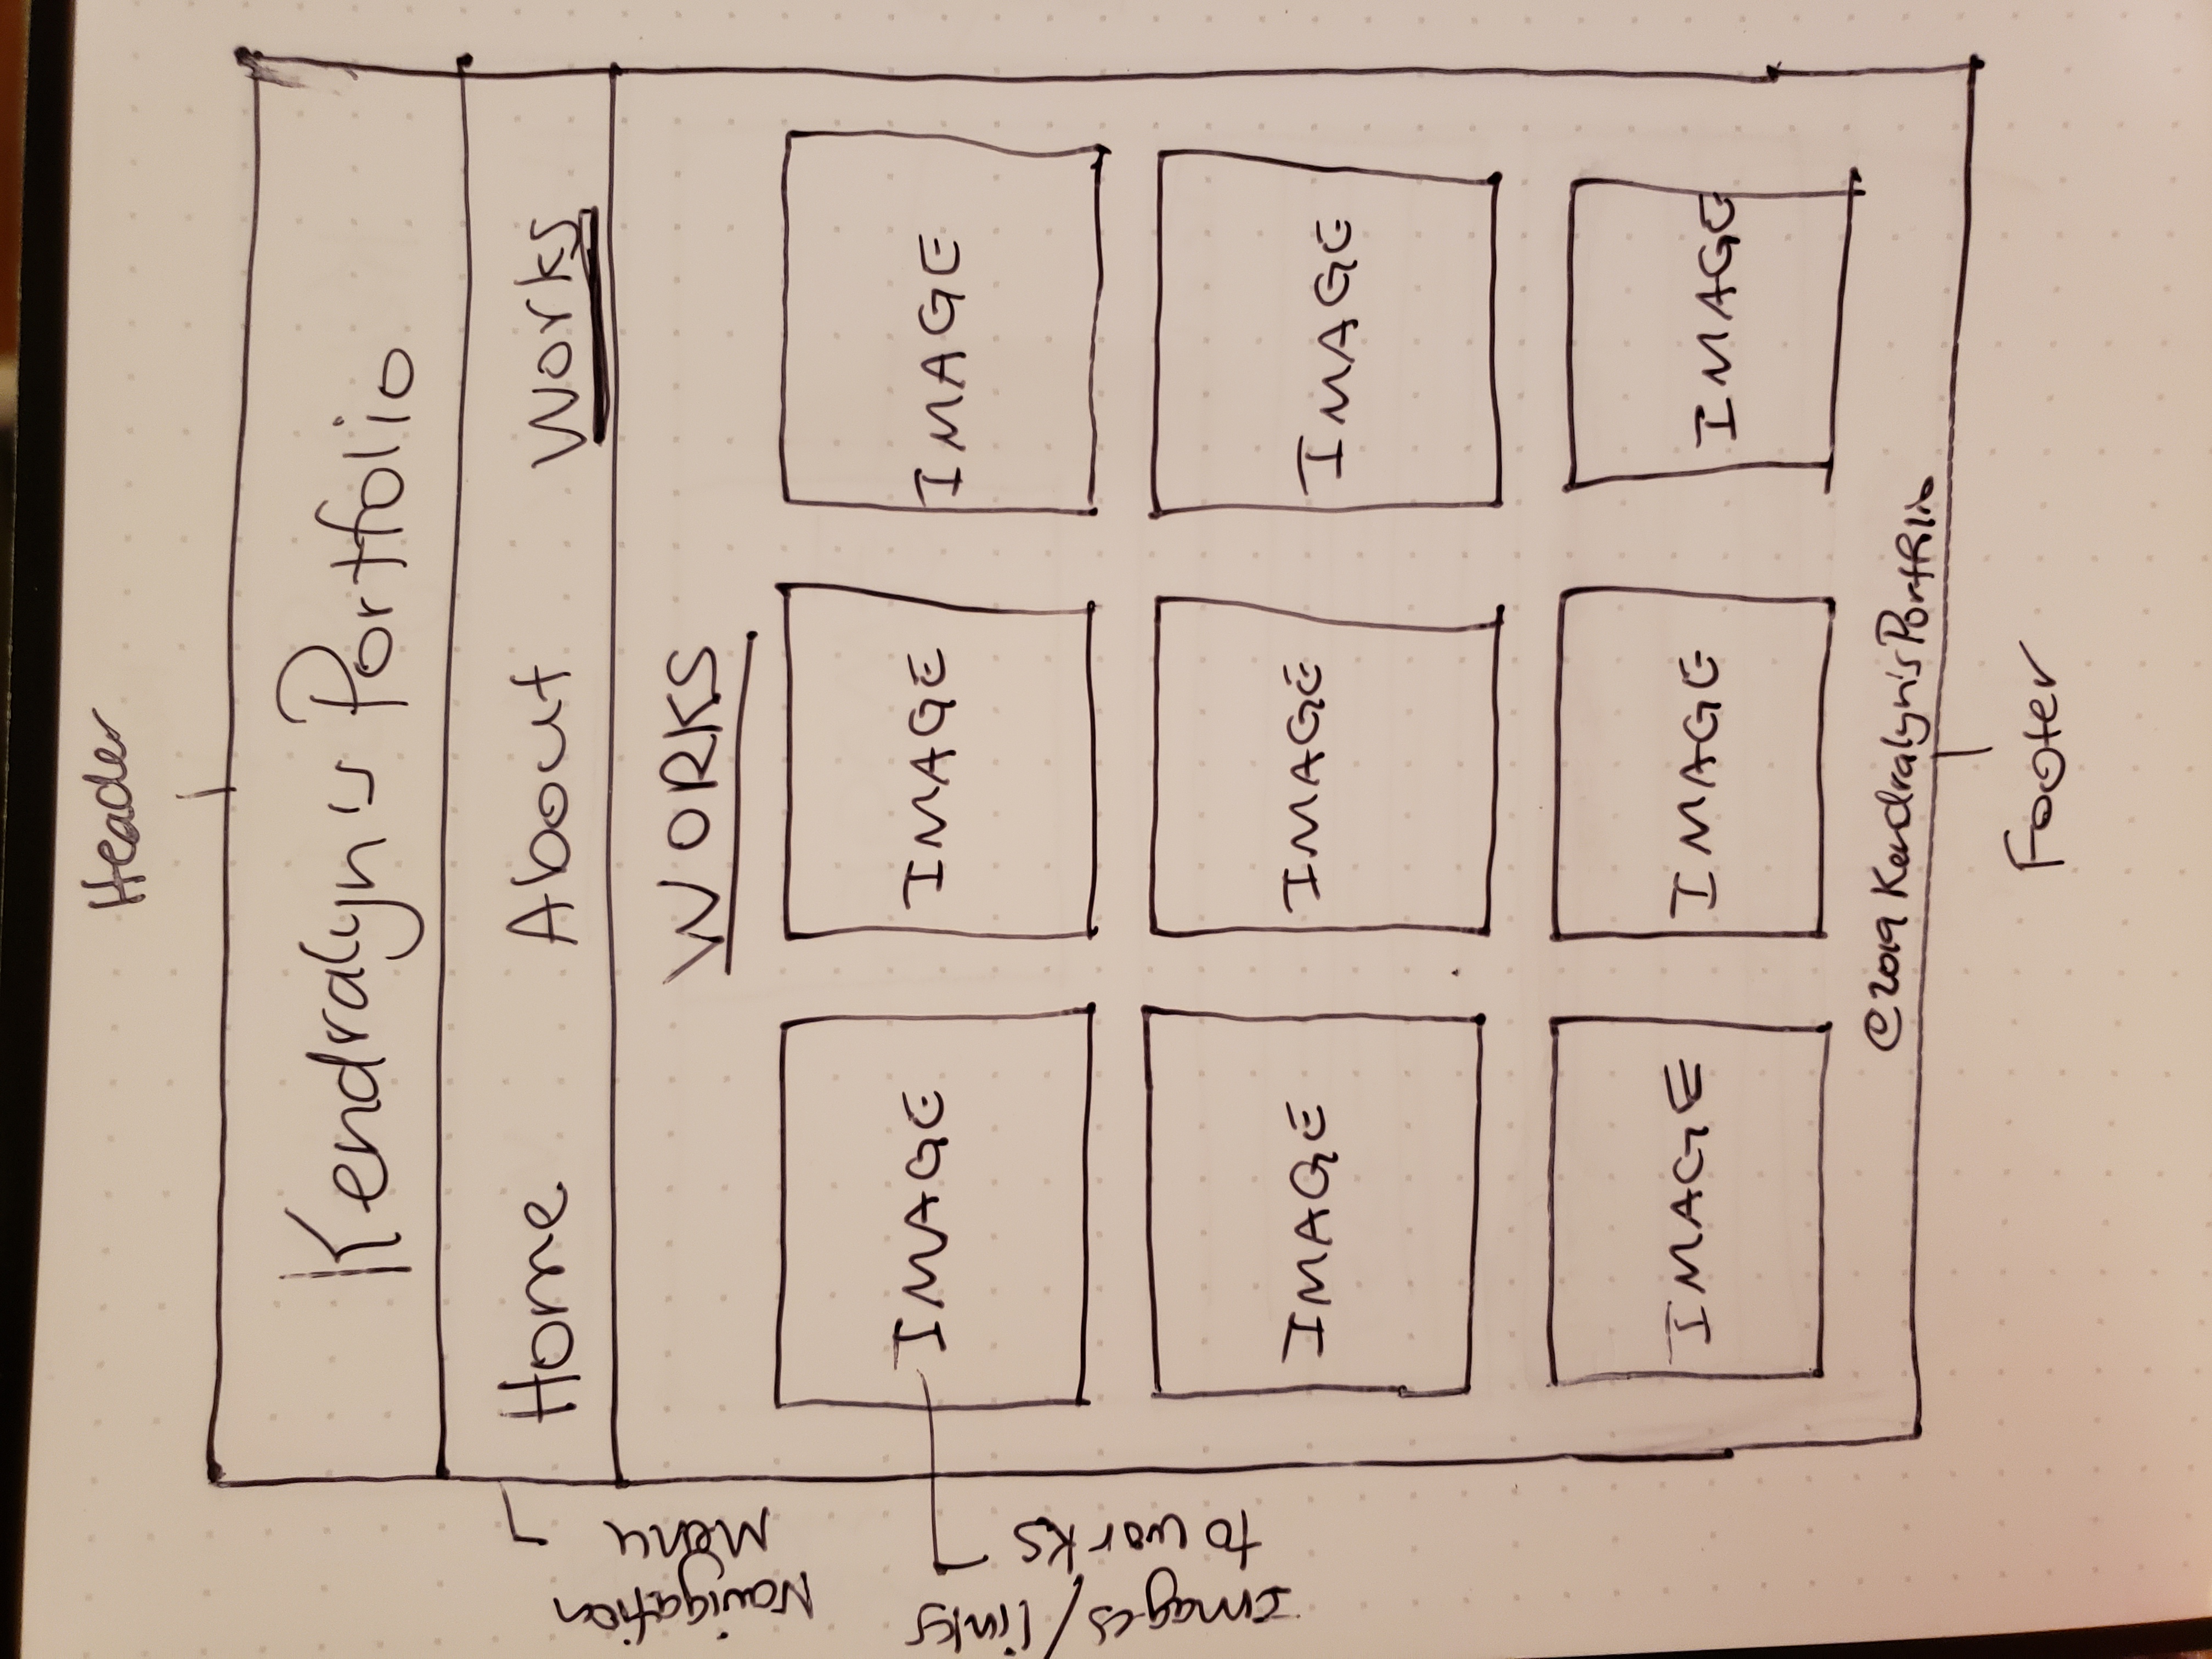 Header
Kendralyn's Portfolio
Home About Works
Navigation
Menu
WORKS
Images/links
to works
IMAGE IMAGE IMAGE
IMAGE IMAGE IMAGE
IMAGE IMAGE IMAGE
©2019 Kendralyn's Portfolio
Footer